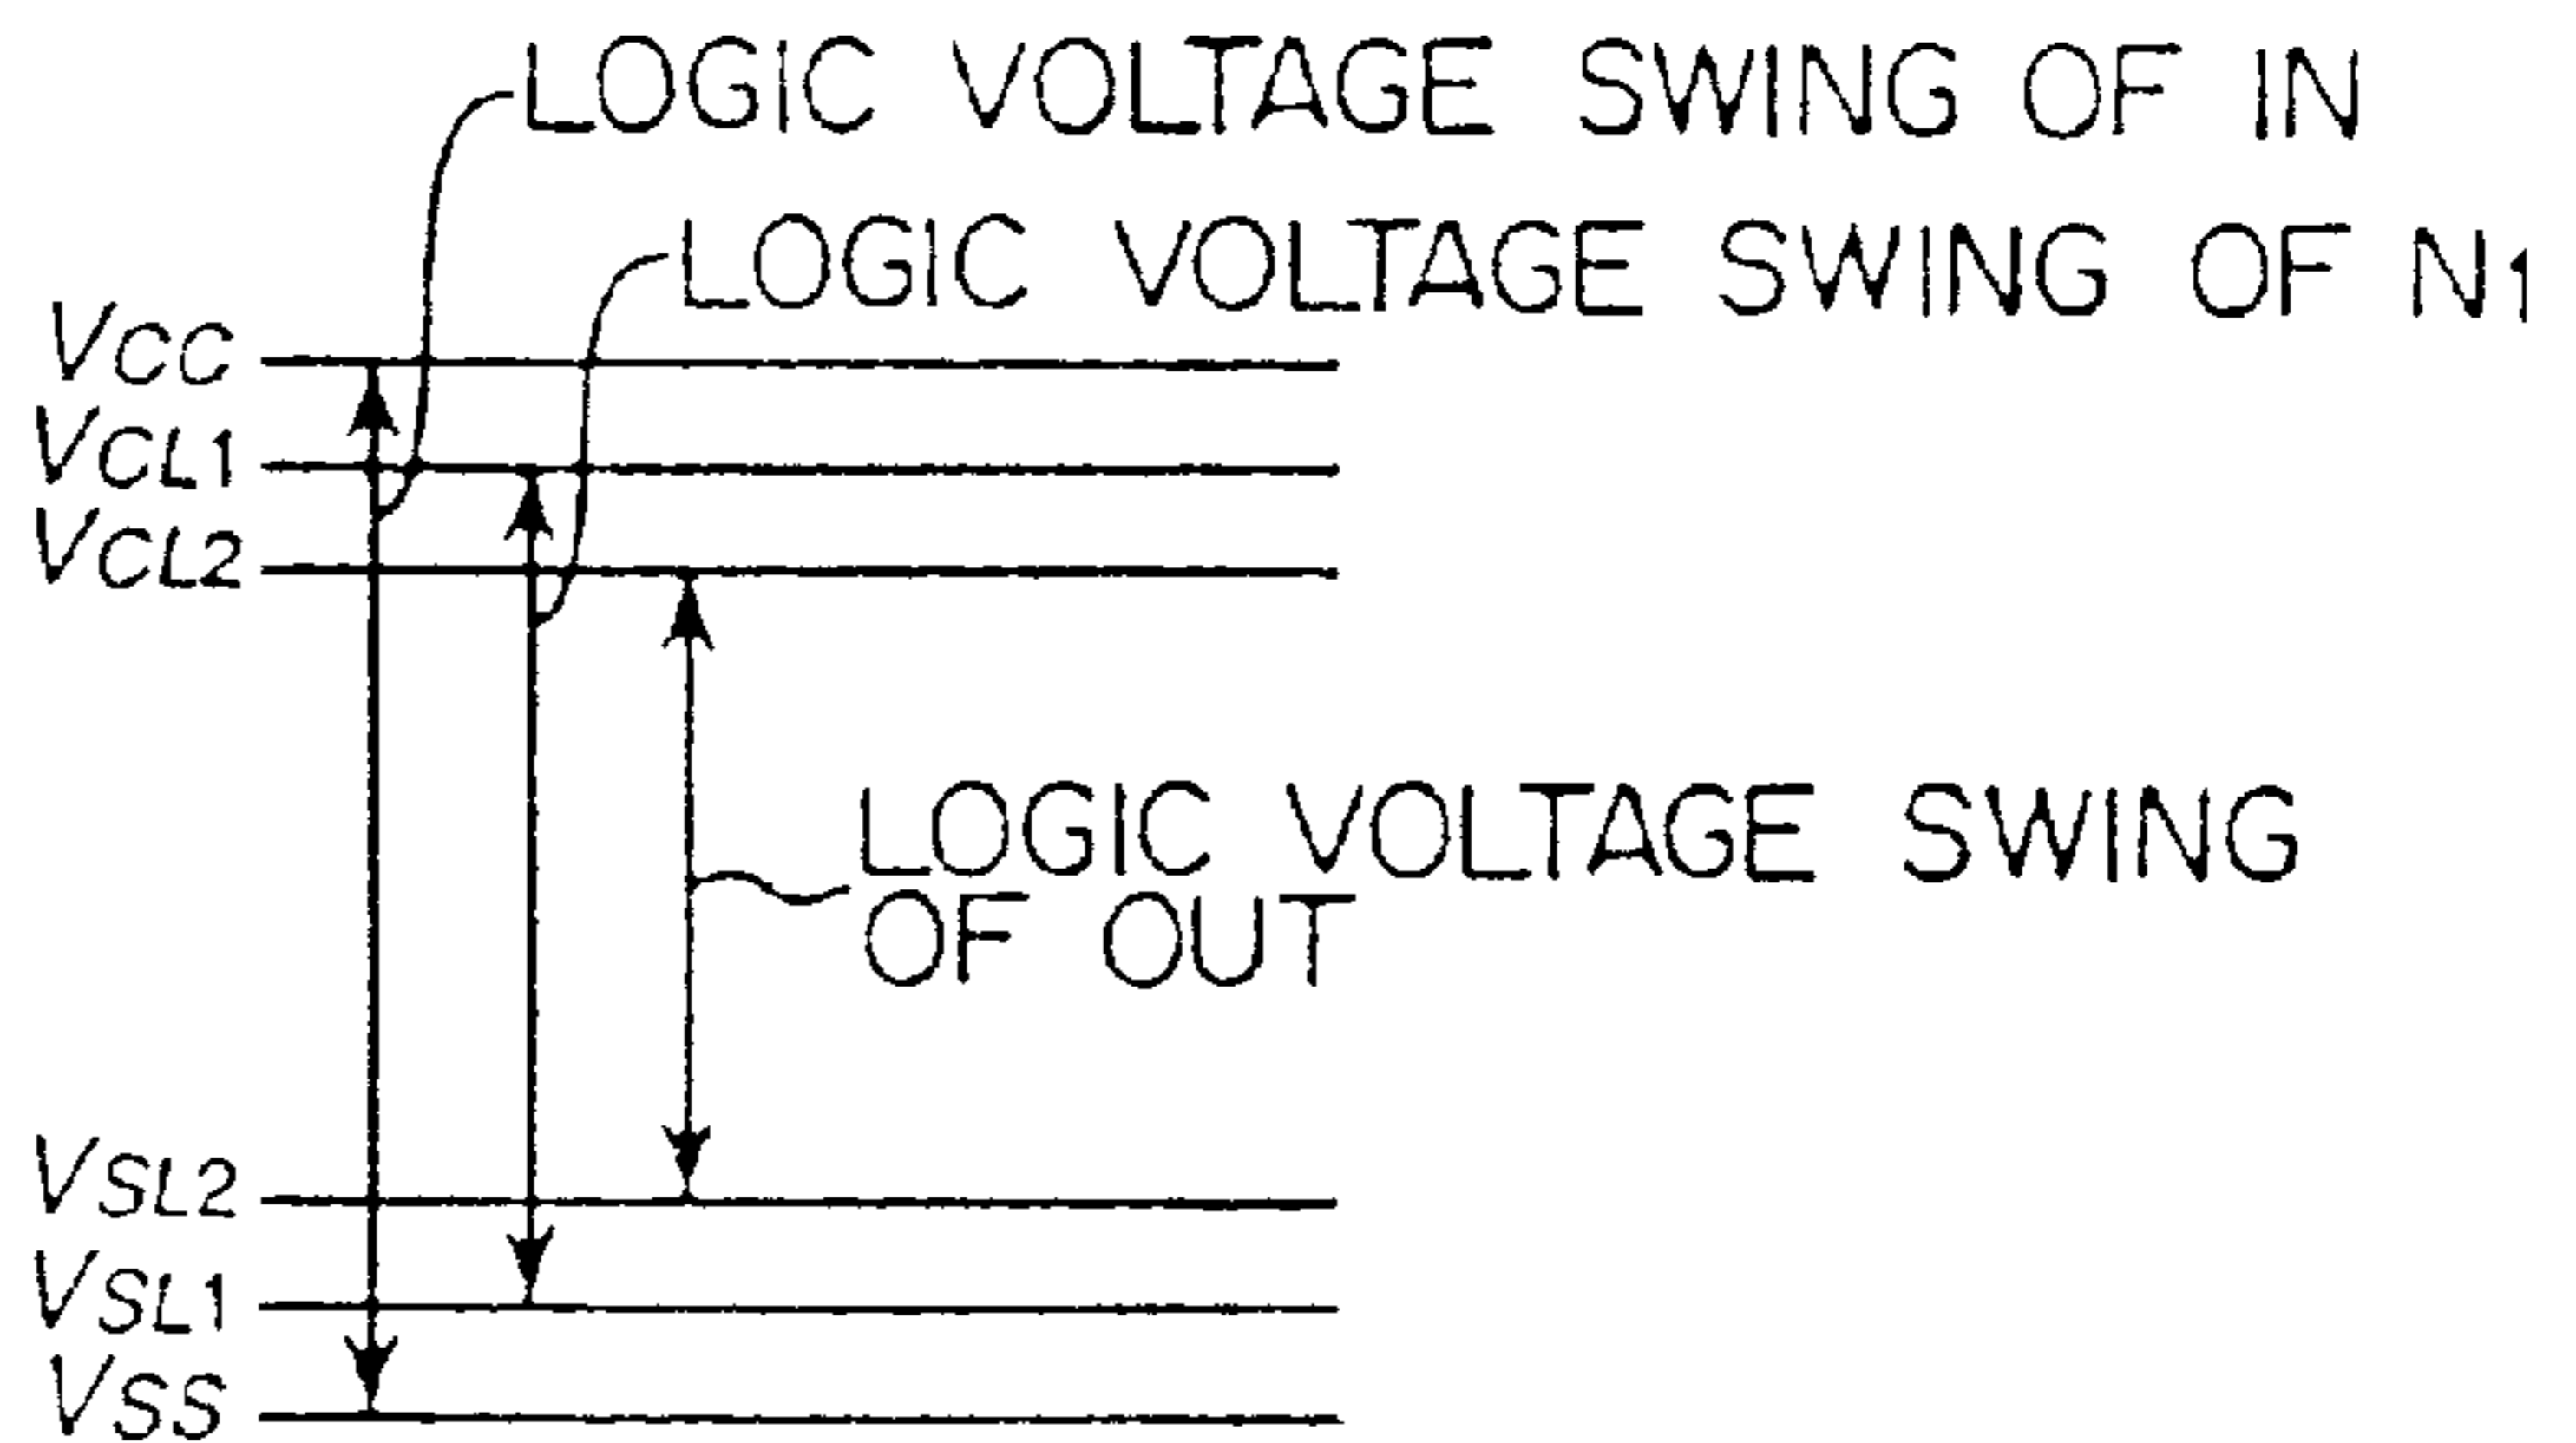 LOGIC VOLTAGE SWING OF IN
LOGIC VOLTAGE SWING OF N1
VCC
VCL1
VCL2
LOGIC VOLTAGE SWING
OF OUT
VSL2
VSL1
VSS